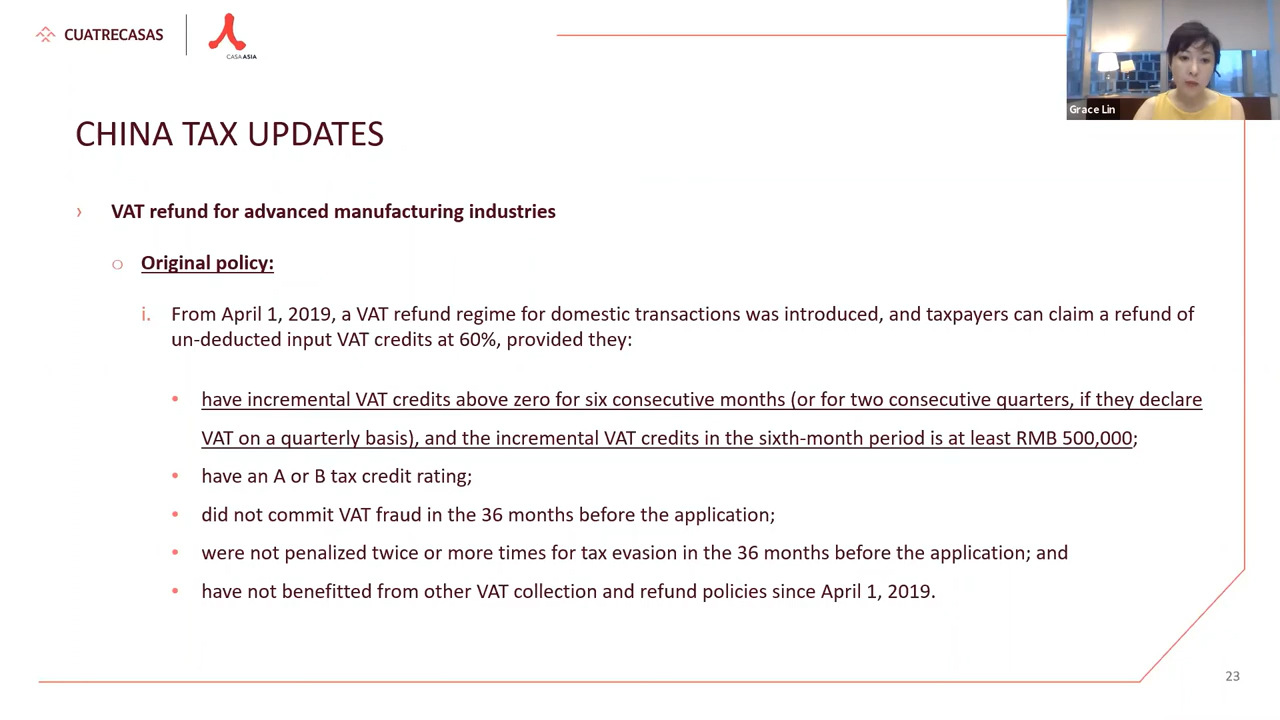 CUATRECASAS
CASAASIA
Grace Lin
CHINA TAX UPDATES
› VAT refund for advanced manufacturing industries
○ Original policy:
i. From April 1, 2019, a VAT refund regime for domestic transactions was introduced, and taxpayers can claim a refund of
un-deducted input VAT credits at 60%, provided they:
• have incremental VAT credits above zero for six consecutive months (or for two consecutive quarters, if they declare
VAT on a quarterly basis), and the incremental VAT credits in the sixth-month period is at least RMB 500,000;
• have an A or B tax credit rating;
• did not commit VAT fraud in the 36 months before the application;
• were not penalized twice or more times for tax evasion in the 36 months before the application; and
• have not benefitted from other VAT collection and refund policies since April 1, 2019.
23